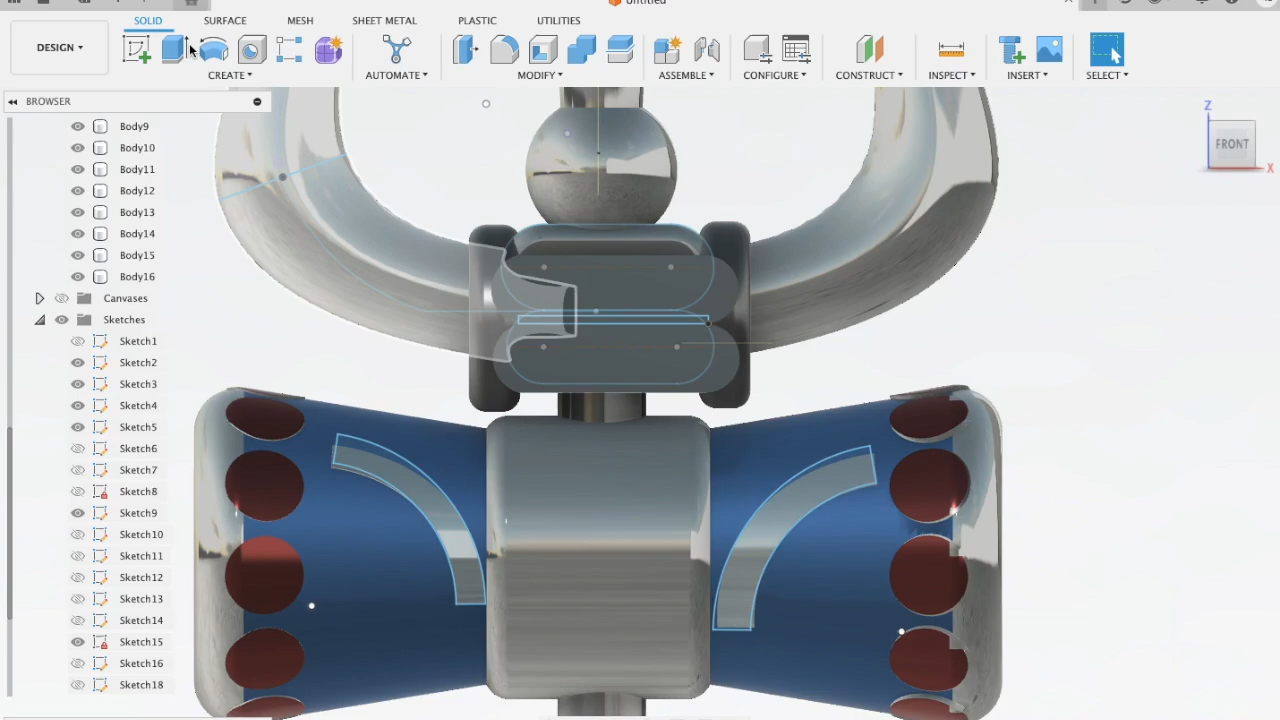 Untitled
SOLID SURFACE MESH SHEET METAL PLASTIC UTILITIES
DESIGN
CREATE AUTOMATE MODIFY ASSEMBLE CONFIGURE CONSTRUCT INSPECT INSERT SELECT
BROWSER
Z
FRONT
X
Body9
Body10
Body11
Body12
Body13
Body14
Body15
Body16
Canvases
Sketches
Sketch1
Sketch2
Sketch3
Sketch4
Sketch5
Sketch6
Sketch7
Sketch8
Sketch9
Sketch10
Sketch11
Sketch12
Sketch13
Sketch14
Sketch15
Sketch16
Sketch18